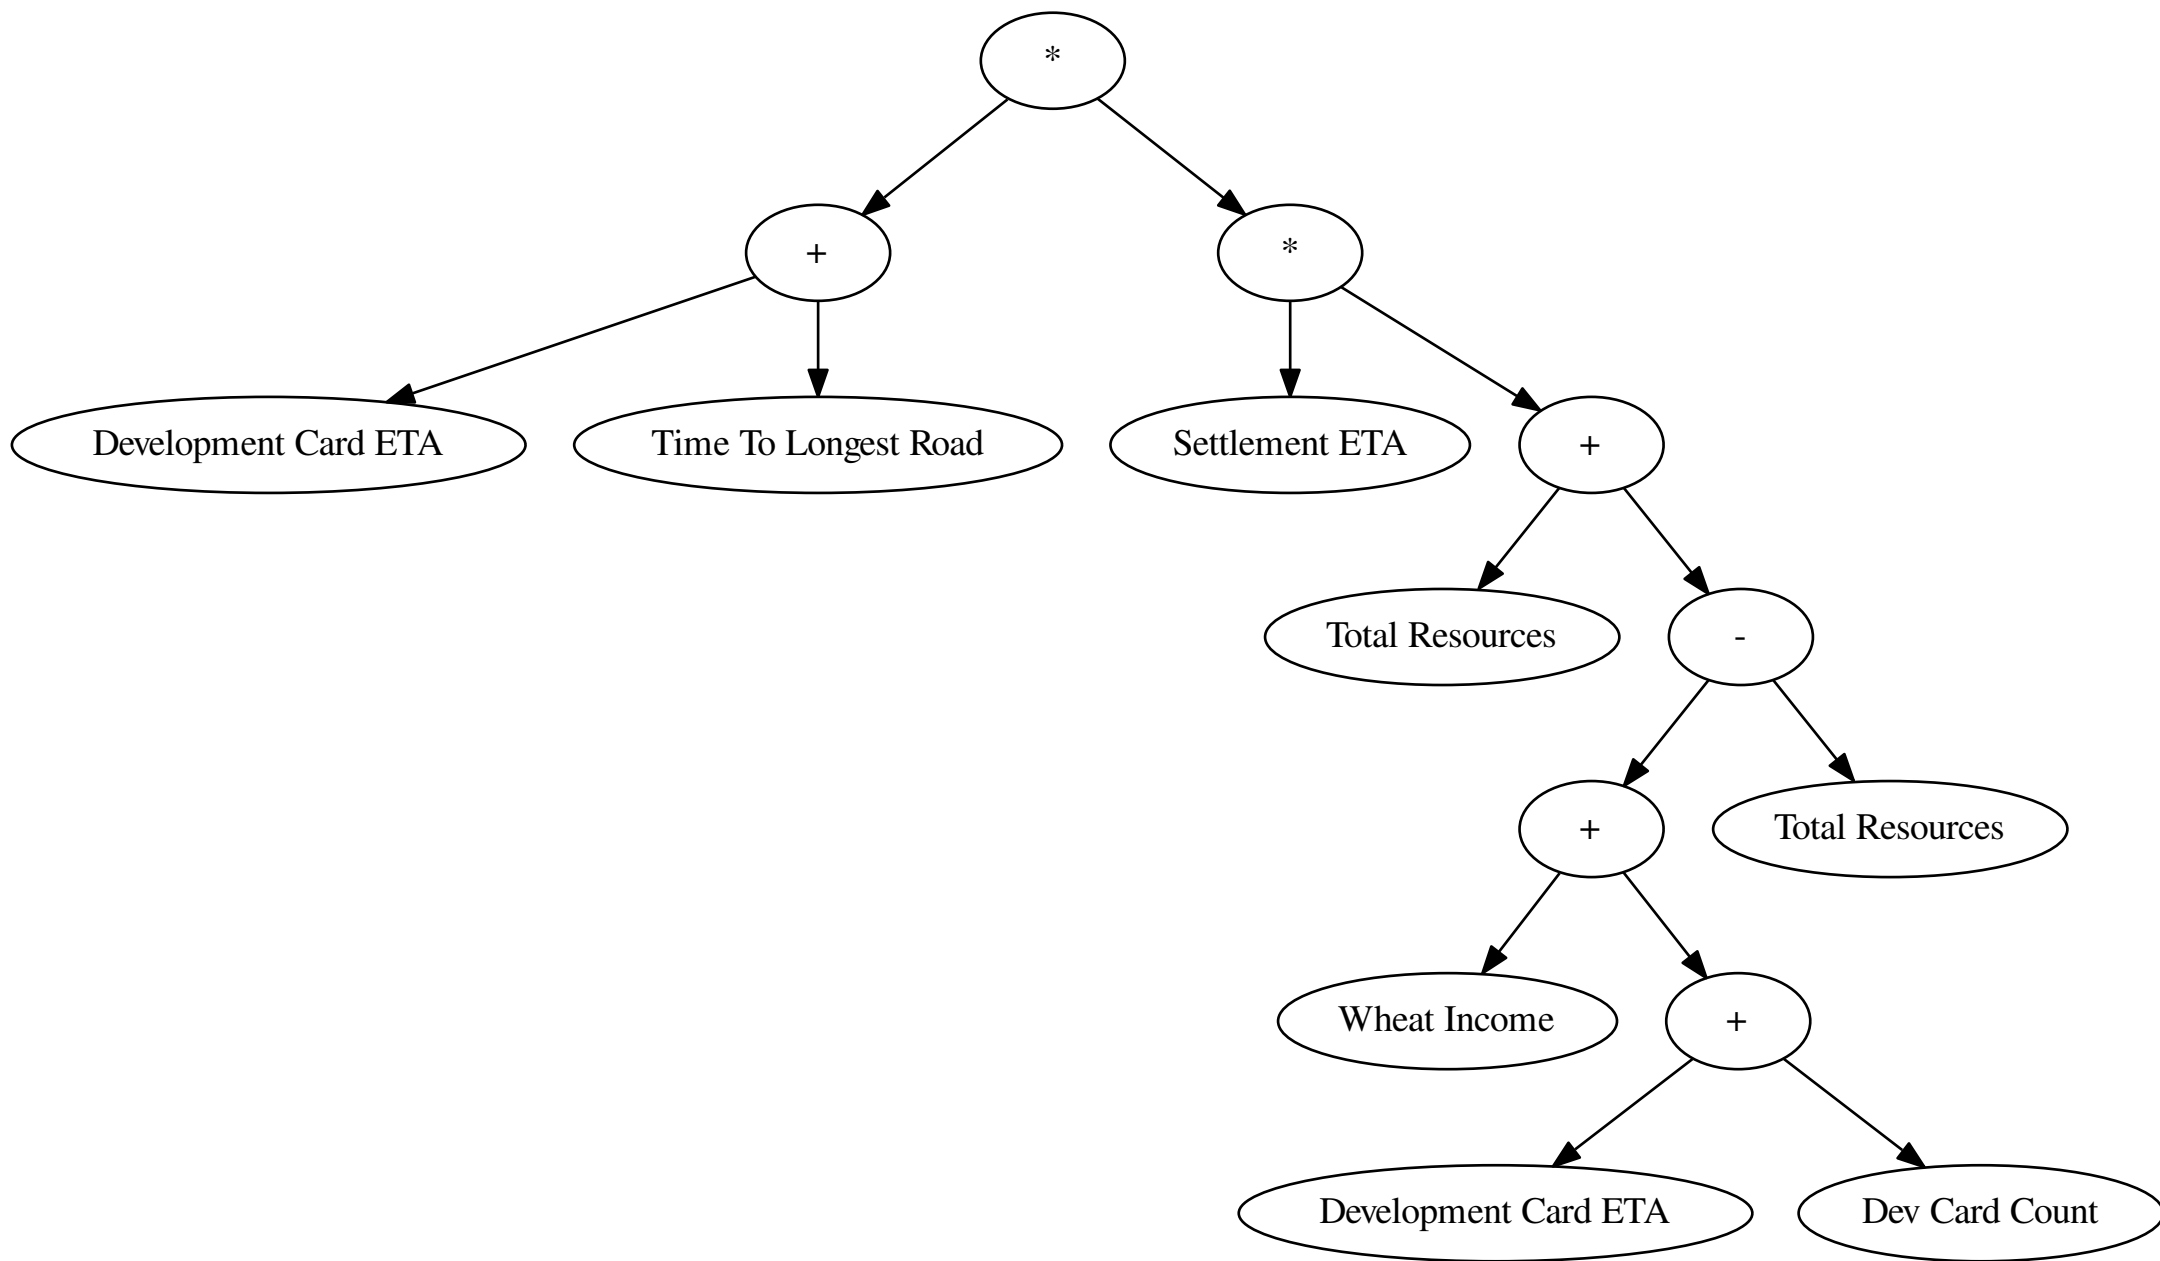 *
+
*
Development Card ETA
Time To Longest Road
Settlement ETA
+
Total Resources
-
+
Total Resources
Wheat Income
+
Development Card ETA
Dev Card Count